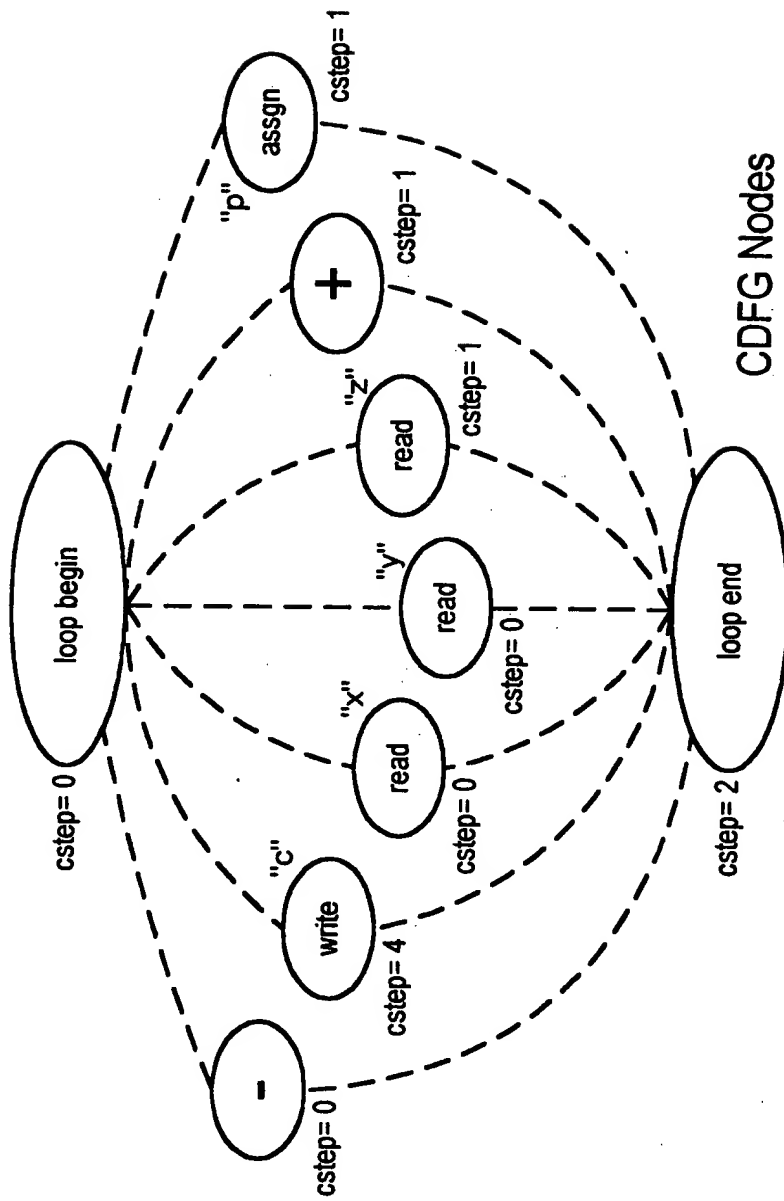 loop begin
cstep= 0
-
cstep= 0
write
"c"
cstep= 4
read
"x"
cstep= 0
read
"y"
cstep= 0
read
"z"
cstep= 1
+
cstep= 1
assgn
"p"
cstep= 1
loop end
cstep= 2
CDFG Nodes